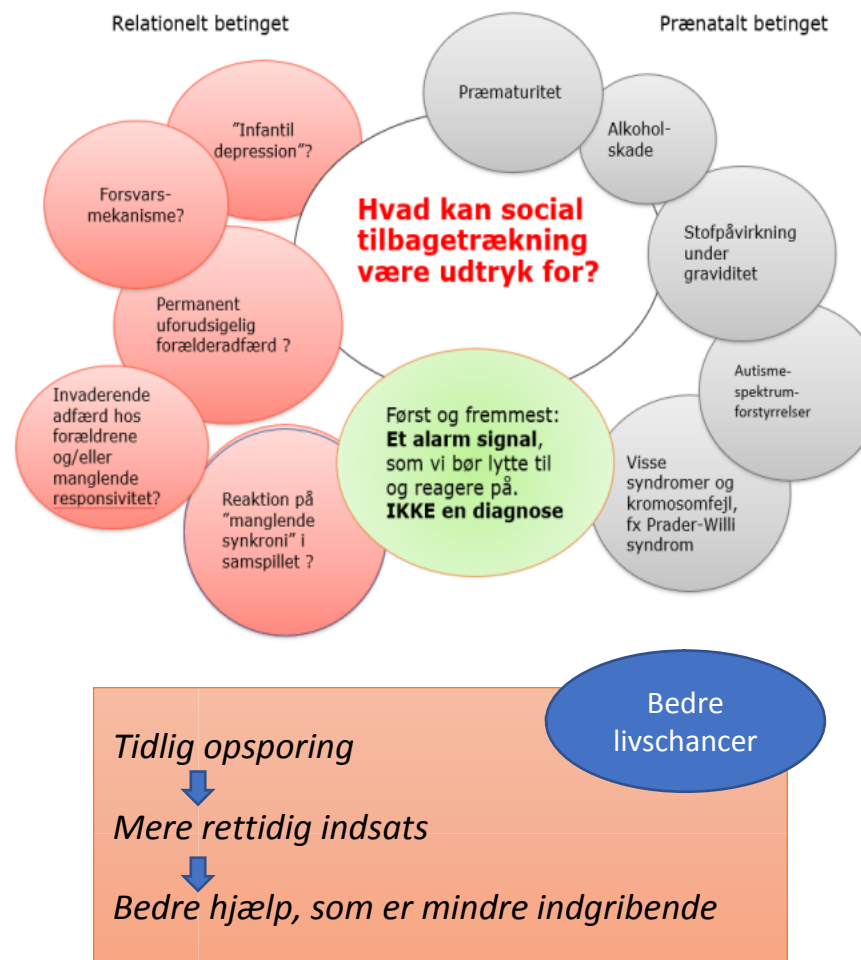 Relationelt betinget
Prænatalt betinget
"Infantil
depression"?
Forsvars-
mekanisme?
Permanent
uforudsigelig
forælderadfærd ?
Invaderende
adfærd hos
forældrene
og/eller
manglende
responsivitet?
Reaktion på
"manglende
synkroni" i
samspillet ?
Hvad kan social
tilbagetrækning
være udtryk for?
Først og fremmest:
Et alarm signal,
som vi bør lytte til
og reagere på.
IKKE en diagnose
Præmaturitet
Alkohol-
skade
Stofpåvirkning
under
graviditet
Autisme-
spektrum-
forstyrrelser
Visse
syndromer og
kromosomfejl,
fx Prader-Willi
syndrom
Bedre
livschancer
Tidlig opsporing
Mere rettidig indsats
Bedre hjælp, som er mindre indgribende